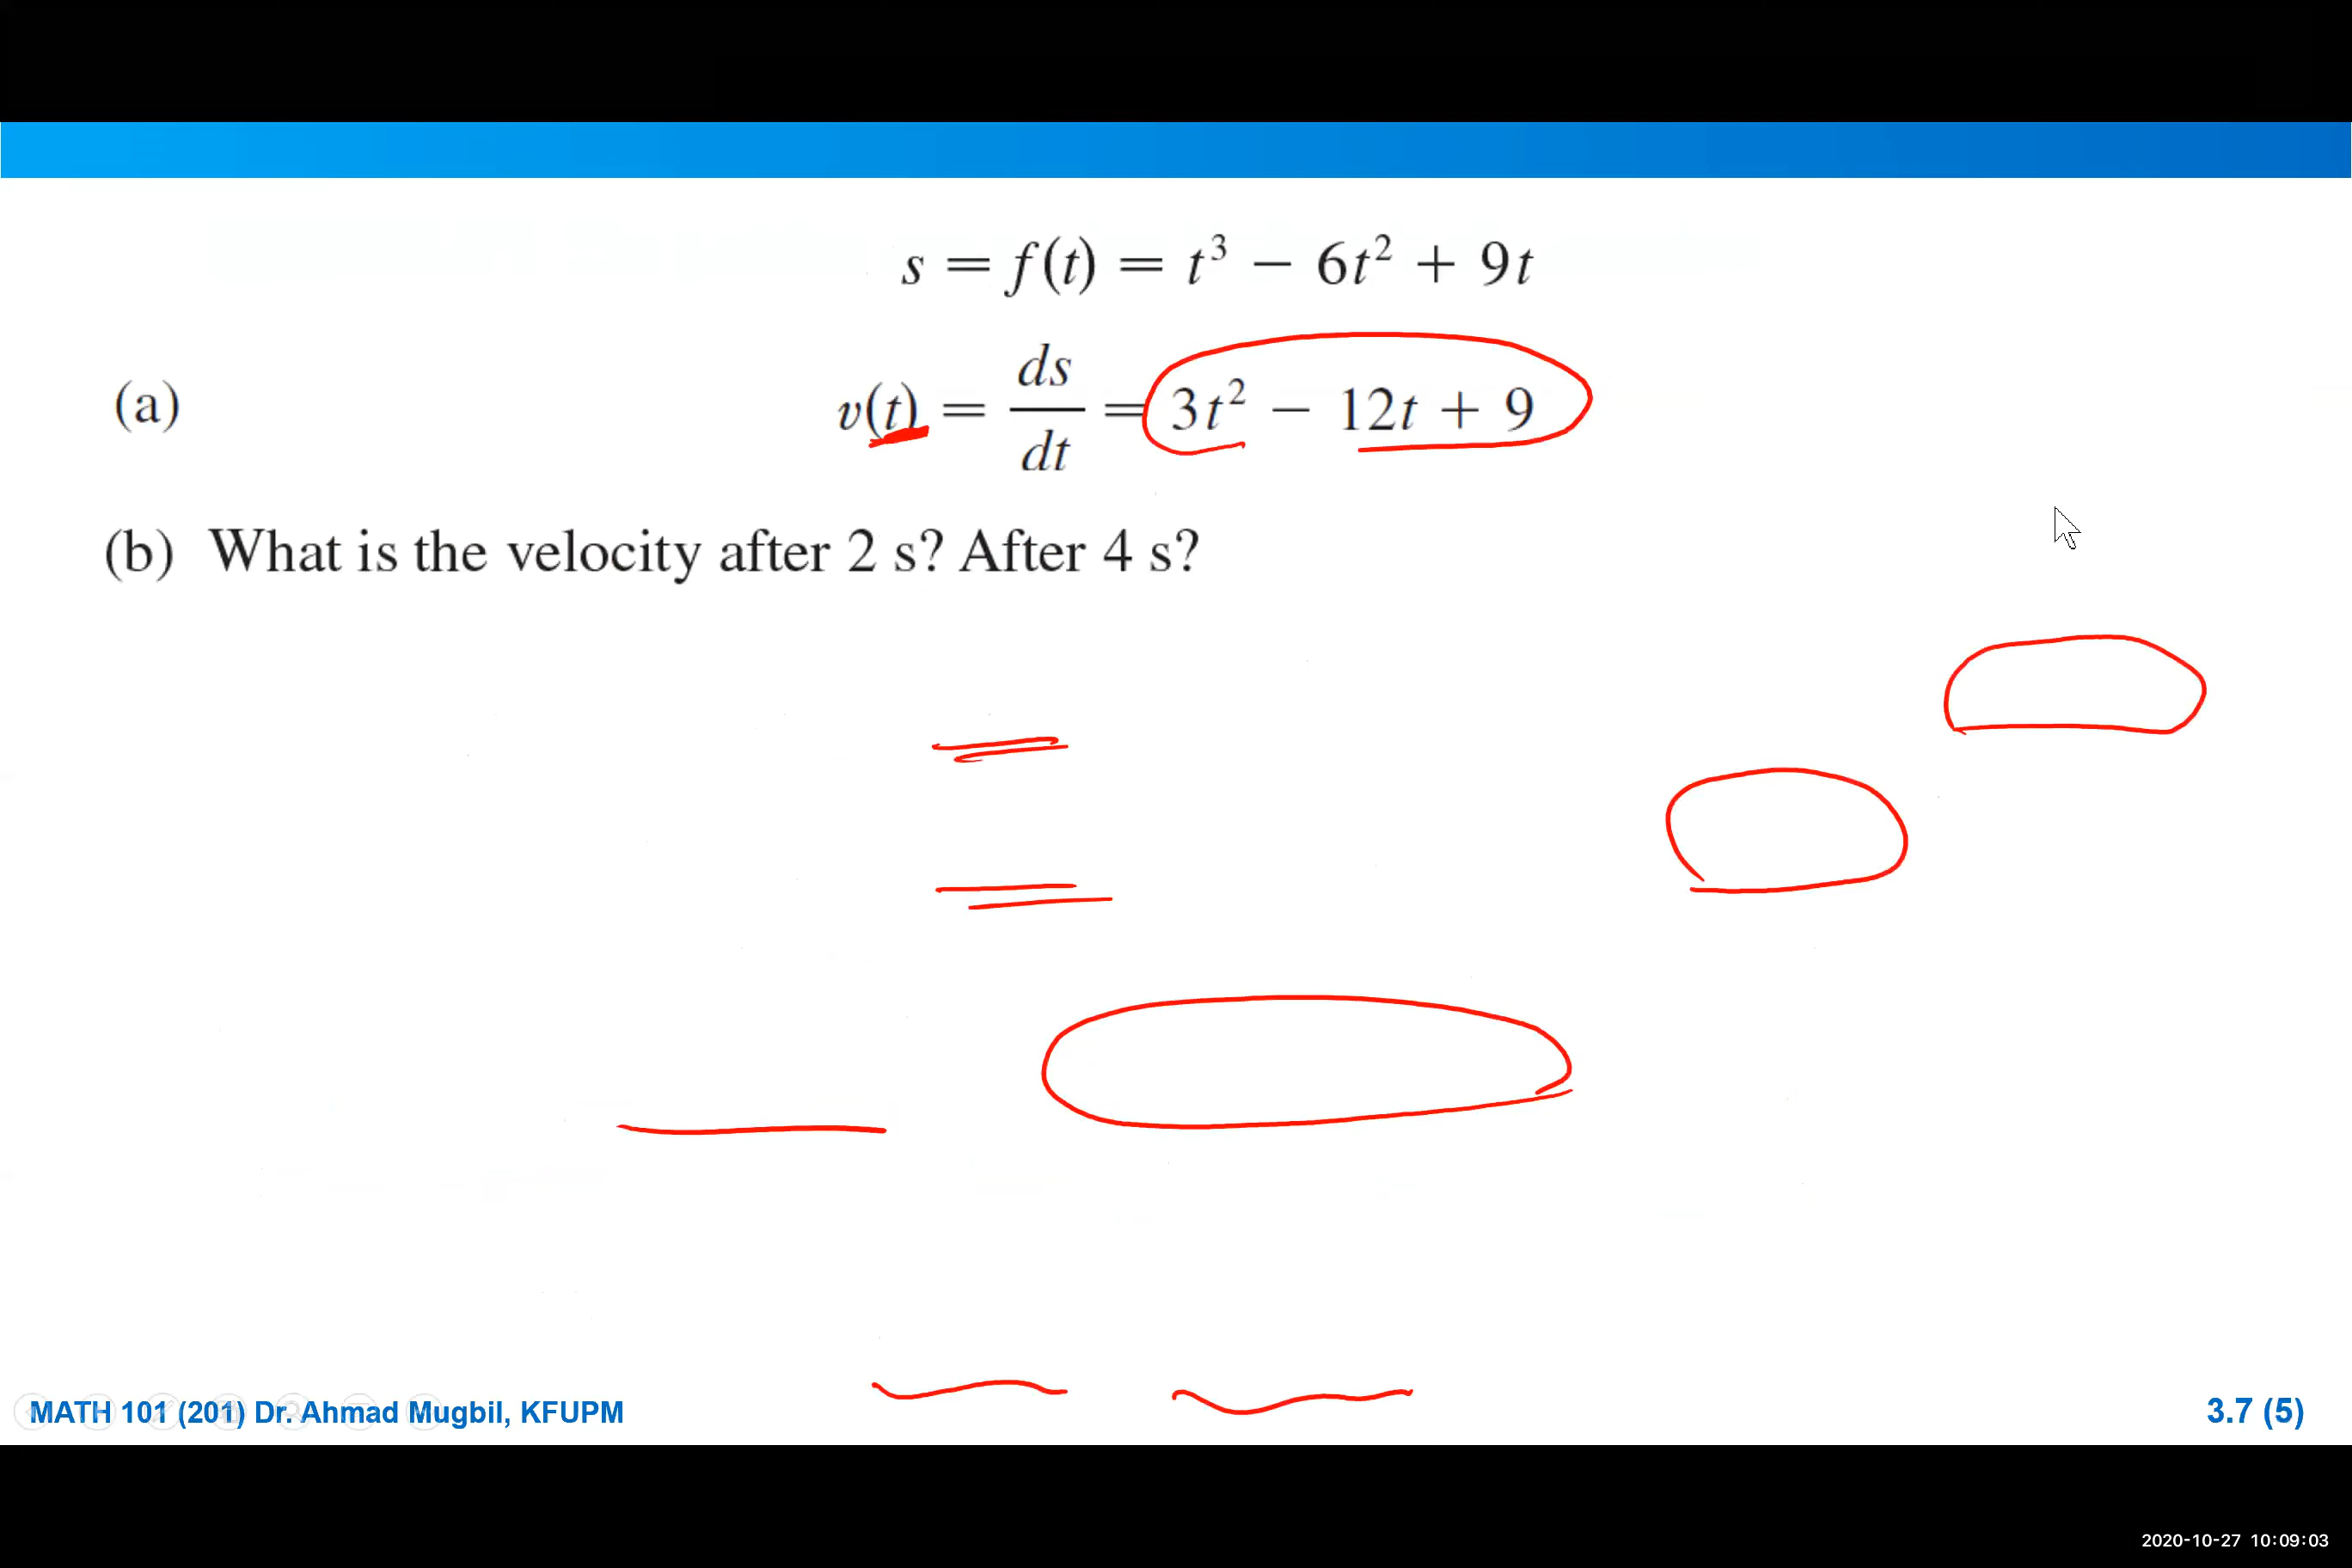 s = f(t) = t³ − 6t² + 9t
(a) v(t) = ds/dt = 3t² − 12t + 9
(b) What is the velocity after 2 s? After 4 s?
MATH 101 (201) Dr. Ahmad Mugbil, KFUPM 3.7 (5)
2020-10-27 10:09:03